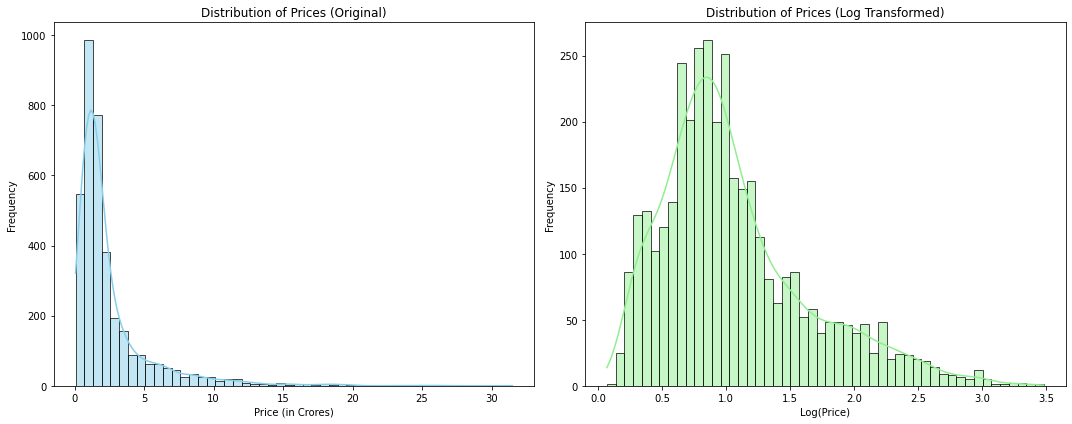 Distribution of Prices (Original)
Frequency
1000
800
600
400
200
0
0 5 10 15 20 25 30
Price (in Crores)
Distribution of Prices (Log Transformed)
Frequency
250
200
150
100
50
0
0.0 0.5 1.0 1.5 2.0 2.5 3.0 3.5
Log(Price)